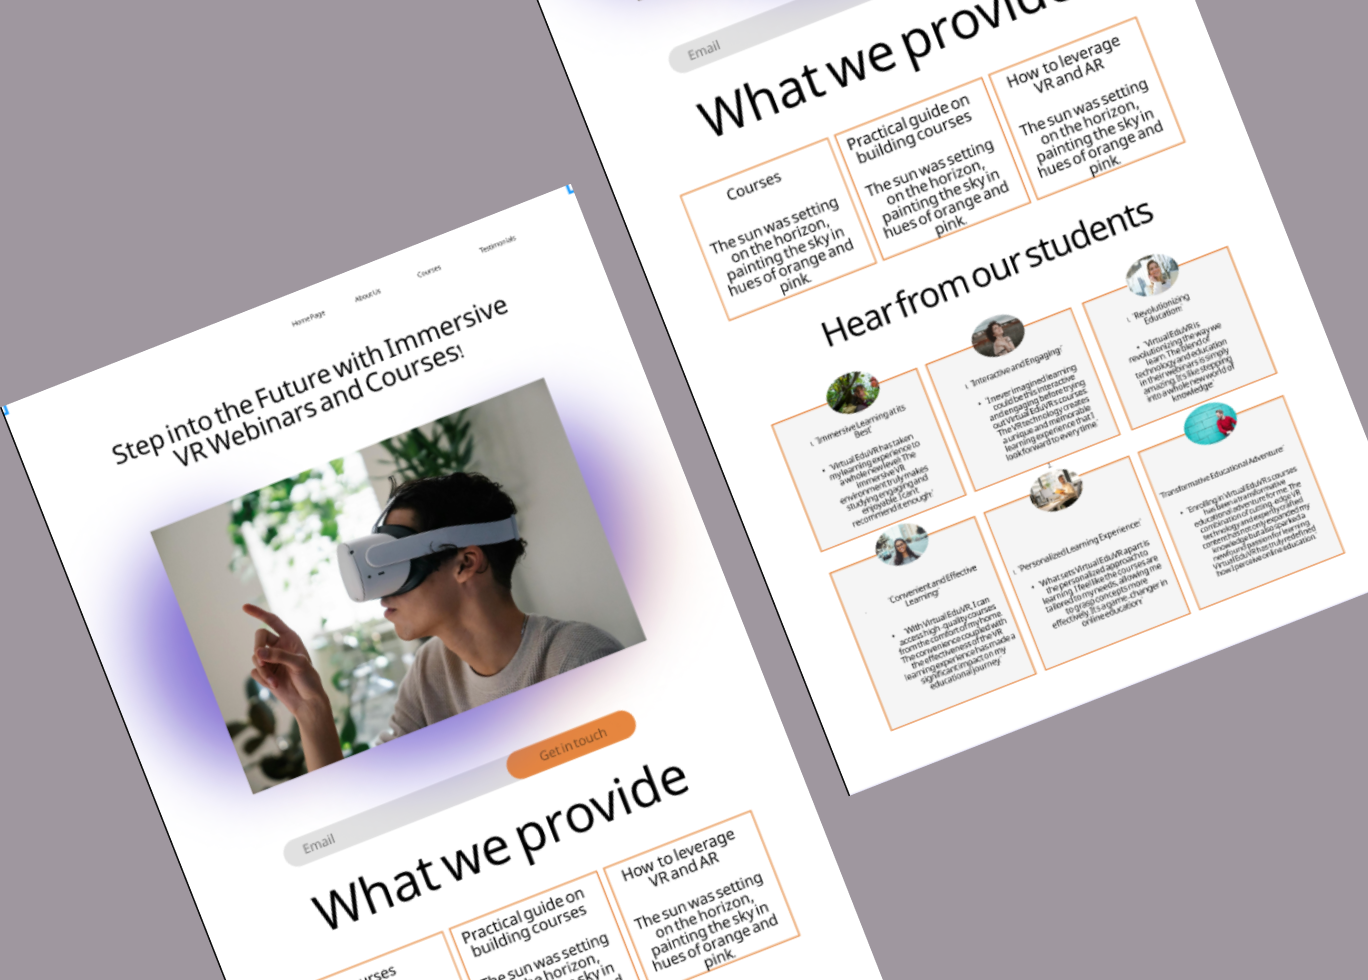 Home Page
About Us
Courses
Testimonials
Step into the Future with Immersive
VR Webinars and Courses!
Email
Get in touch
What we provide
urses
Practical guide on
building courses
The sun was setting
he horizon,
sky in
How to leverage
VR and AR
The sun was setting
on the horizon,
painting the sky in
hues of orange and
pink.
Email
What we provide
Courses
The sun was setting
on the horizon,
painting the sky in
hues of orange and
pink.
Practical guide on
building courses
The sun was setting
on the horizon,
painting the sky in
hues of orange and
pink.
How to leverage
VR and AR
The sun was setting
on the horizon,
painting the sky in
hues of orange and
pink.
Hear from our students
1. "Immersive Learning at its
Best"
• "Virtual EduVR has taken
my learning experience to
a whole new level! The
immersive VR
environment truly makes
studying engaging and
enjoyable. I can't
recommend it enough"
1. "Interactive and Engaging:"
• "I never imagined learning
could be this interactive
and engaging before trying
out Virtual EduVR's courses.
The VR technology creates
a unique and memorable
learning experience that I
look forward to every time."
1. "Revolutionizing
Education:"
• "Virtual EduVR is
revolutionizing the way we
learn. The blend of
technology and education
in their webinars is simply
amazing. It's like stepping
into a whole new world of
knowledge"
"Convenient and Effective
Learning:"
• "With Virtual EduVR, I can
access high-quality courses
from the comfort of my home.
The convenience coupled with
the effectiveness of the VR
learning experience has made a
significant impact on my
educational journey."
1. "Personalized Learning Experience:"
• "What sets Virtual EduVR apart is
the personalized approach to
learning. I feel like the courses are
tailored to my needs, allowing me
to grasp concepts more
effectively. It's a game-changer in
online education"
"Transformative Educational Adventure"
• "Enrolling in Virtual EduVR's courses
has been a transformative
educational adventure for me. The
combination of cutting-edge VR
technology and expertly crafted
content has not only expanded my
knowledge but also sparked a
newfound passion for learning.
Virtual EduVR has truly redefined
how I perceive online education.